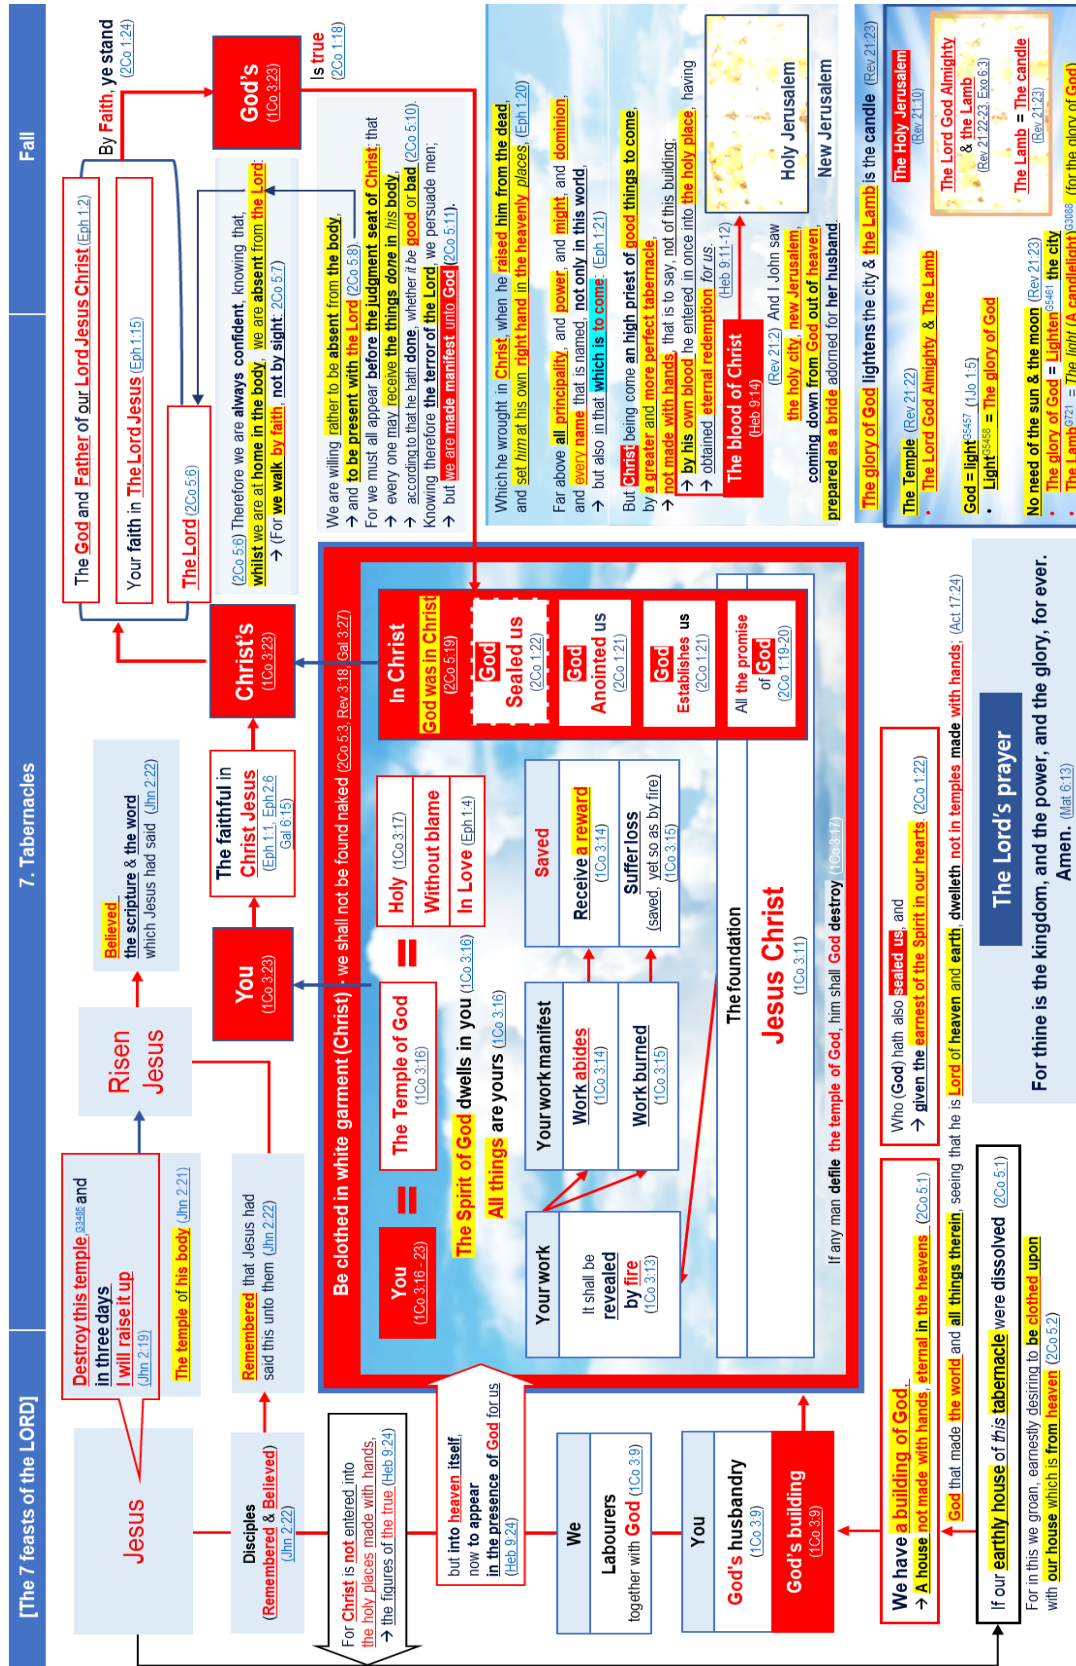 [The 7 feasts of the LORD]
7. Tabernacles
Fall
Jesus
Destroy this temple,G3485 and
in three days
I will raise it up
(Jhn 2:19)
The temple of his body (Jhn 2:21)
Risen
Jesus
Believed
the scripture & the word
which Jesus had said (Jhn 2:22)
Disciples
(Remembered & Believed)
(Jhn 2:22)
Remembered that Jesus had
said this unto them (Jhn 2:22)
You
(1Co 3:23)
The faithful in
Christ Jesus
(Eph 1:1, Eph 2:6
Gal 6:15)
Christ's
(1Co 3:23)
The God and Father of our Lord Jesus Christ (Eph 1:2)
Your faith in The Lord Jesus (Eph 1:15)
The Lord (2Co 5:6)
By Faith, ye stand
(2Co 1:24)
God's
(1Co 3:23)
Is true
(2Co 1:18)
(2Co 5:6) Therefore we are always confident, knowing that,
whilst we are at home in the body, we are absent from the Lord:
→ (For we walk by faith, not by sight: 2Co 5:7)
We are willing rather to be absent from the body,
→ and to be present with the Lord (2Co 5:8).
For we must all appear before the judgment seat of Christ; that
→ every one may receive the things done in his body,
→ according to that he hath done, whether it be good or bad (2Co 5:10).
Knowing therefore the terror of the Lord, we persuade men;
→ but we are made manifest unto God (2Co 5:11).
For Christ is not entered into
the holy places made with hands,
→ the figures of the true (Heb 9:24)
but into heaven itself,
now to appear
in the presence of God for us
(Heb 9:24)
We
Labourers
together with God (1Co 3:9)
You
God's husbandry
(1Co 3:9)
God's building
(1Co 3:9)
Be clothed in white garment (Christ) - we shall not be found naked (2Co 5:3, Rev 3:18, Gal 3:27)
You
(1Co 3:16 - 23)
=
The Temple of God
(1Co 3:16)
=
Holy (1Co 3:17)
Without blame
In Love (Eph 1:4)
The Spirit of God dwells in you (1Co 3:16)
All things are yours (1Co 3:16)
Your work
It shall be
revealed
by fire
(1Co 3:13)
Your work manifest
Work abides
(1Co 3:14)
Work burned
(1Co 3:15)
Saved
Receive a reward
(1Co 3:14)
Suffer loss
(saved, yet so as by fire)
(1Co 3:15)
The foundation
Jesus Christ
(1Co 3:11)
If any man defile the temple of God, him shall God destroy (1Co 3:17)
In Christ
God was in Christ
(2Co 5:19)
God
Sealed us
(2Co 1:22)
God
Anointed us
(2Co 1:21)
God
Establishes us
(2Co 1:21)
All the promise
of God
(2Co 1:19-20)
Which he wrought in Christ, when he raised him from the dead,
and set him at his own right hand in the heavenly places, (Eph 1:20)
Far above all principality, and power, and might, and dominion,
and every name that is named, not only in this world,
→ but also in that which is to come: (Eph 1:21)
But Christ being come an high priest of good things to come,
by a greater and more perfect tabernacle,
→ not made with hands, that is to say, not of this building;
→ by his own blood he entered in once into the holy place, having
→ obtained eternal redemption for us.
(Heb 9:11-12)
The blood of Christ
(Heb 9:14)
Holy Jerusalem
New Jerusalem
(Rev 21:2) And I John saw
the holy city, new Jerusalem,
coming down from God out of heaven,
prepared as a bride adorned for her husband.
The glory of God lightens the city & the Lamb is the candle (Rev 21:23)
The Temple (Rev 21:22)
• The Lord God Almighty & The Lamb
God = light G5457 (1Jo 1:5)
• Light G5458 = The glory of God
No need of the sun & the moon (Rev 21:23)
• The glory of God = Lighten G5461 the city
• The Lamb G721 = The light (A candlelight) G3088 (for the glory of God)
The Holy Jerusalem
(Rev 21:10)
The Lord God Almighty
& the Lamb
(Rev 21:22-23, Exo 6:3)
The Lamb = The candle
(Rev 21:23)
We have a building of God,
→ A house not made with hands, eternal in the heavens (2Co 5:1)
Who (God) hath also sealed us, and
→ given the earnest of the Spirit in our hearts. (2Co 1:22)
God that made the world and all things therein, seeing that he is Lord of heaven and earth, dwelleth not in temples made with hands; (Act 17:24)
If our earthly house of this tabernacle were dissolved (2Co 5:1)
For in this we groan, earnestly desiring to be clothed upon
with our house which is from heaven (2Co 5:2)
The Lord's prayer
For thine is the kingdom, and the power, and the glory, for ever.
Amen. (Mat 6:13)